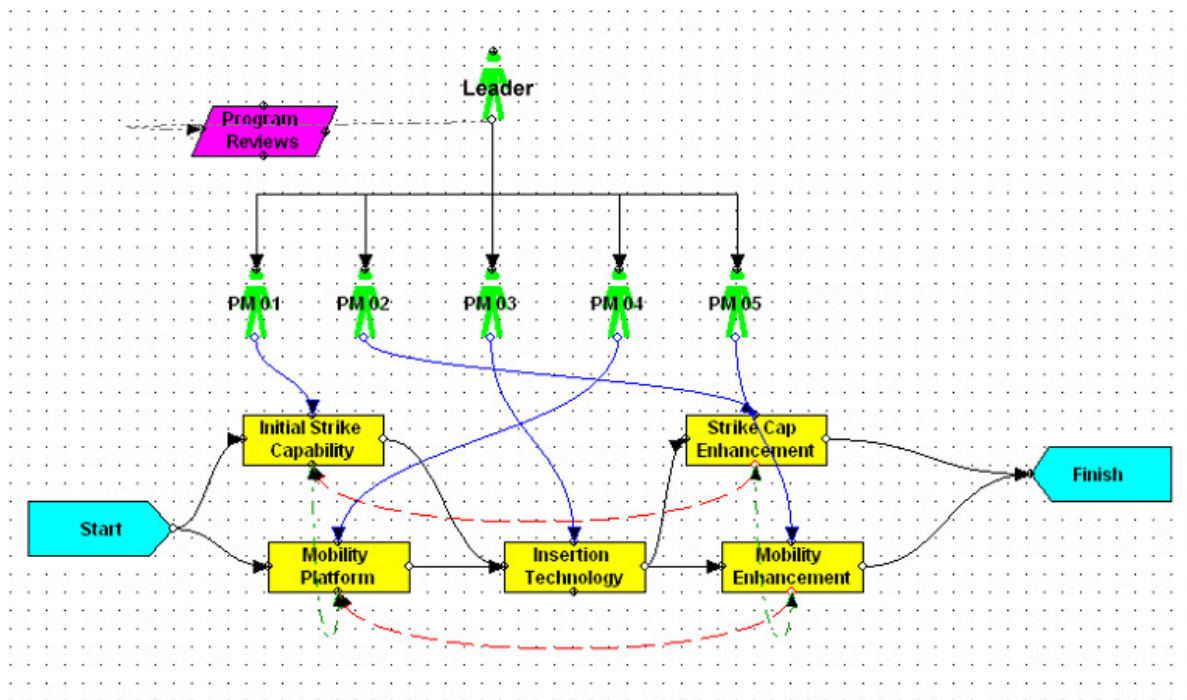 Leader
Program
Reviews
PM 01
PM 02
PM 03
PM 04
PM 05
Initial Strike
Capability
Strike Cap
Enhancement
Finish
Start
Mobility
Platform
Insertion
Technology
Mobility
Enhancement